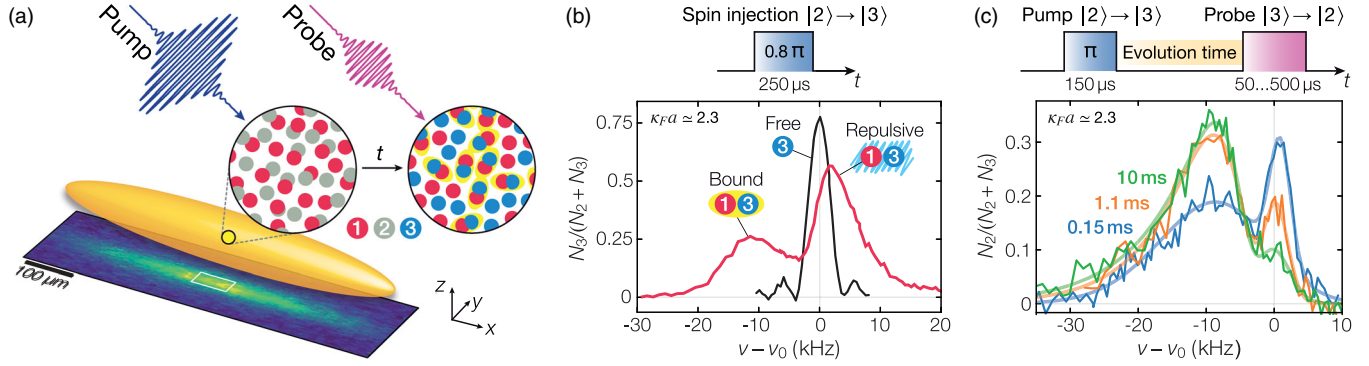 (a)
Pump
Probe
t
1 2 3
100 μm
z
y
x
(b)
Spin injection |2⟩→|3⟩
0.8 π
t
250 μs
κFa ≃ 2.3
Free
3
Repulsive
1 3
Bound
1 3
N3/(N2 + N3)
0.75
0.50
0.25
0
-30 -20 -10 0 10 20
ν – ν0 (kHz)
(c)
Pump |2⟩→|3⟩ Probe |3⟩→|2⟩
π Evolution time
t
150 μs 50...500 μs
κFa ≃ 2.3
10 ms
1.1 ms
0.15 ms
N2/(N2 + N3)
0.4
0.3
0.2
0.1
0
-30 -20 -10 0 10
ν – ν0 (kHz)